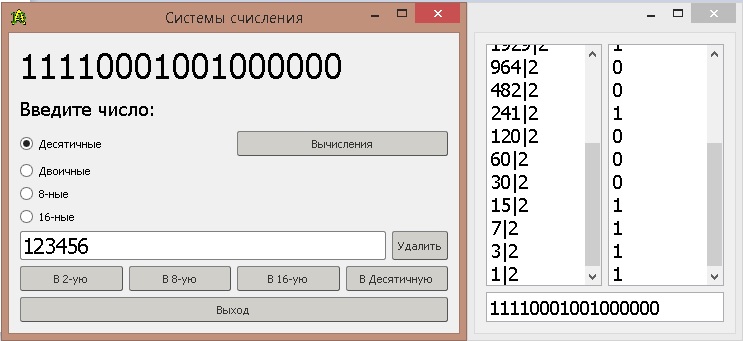 Системы счисления
11110001001000000
Введите число:
Десятичные
Вычисления
Двоичные
8-ные
16-ные
123456
Удалить
В 2-ую
В 8-ую
В 16-ую
В Десятичную
Выход
1929|2 1
964|2 0
482|2 0
241|2 1
120|2 0
60|2 0
30|2 0
15|2 1
7|2 1
3|2 1
1|2 1
11110001001000000